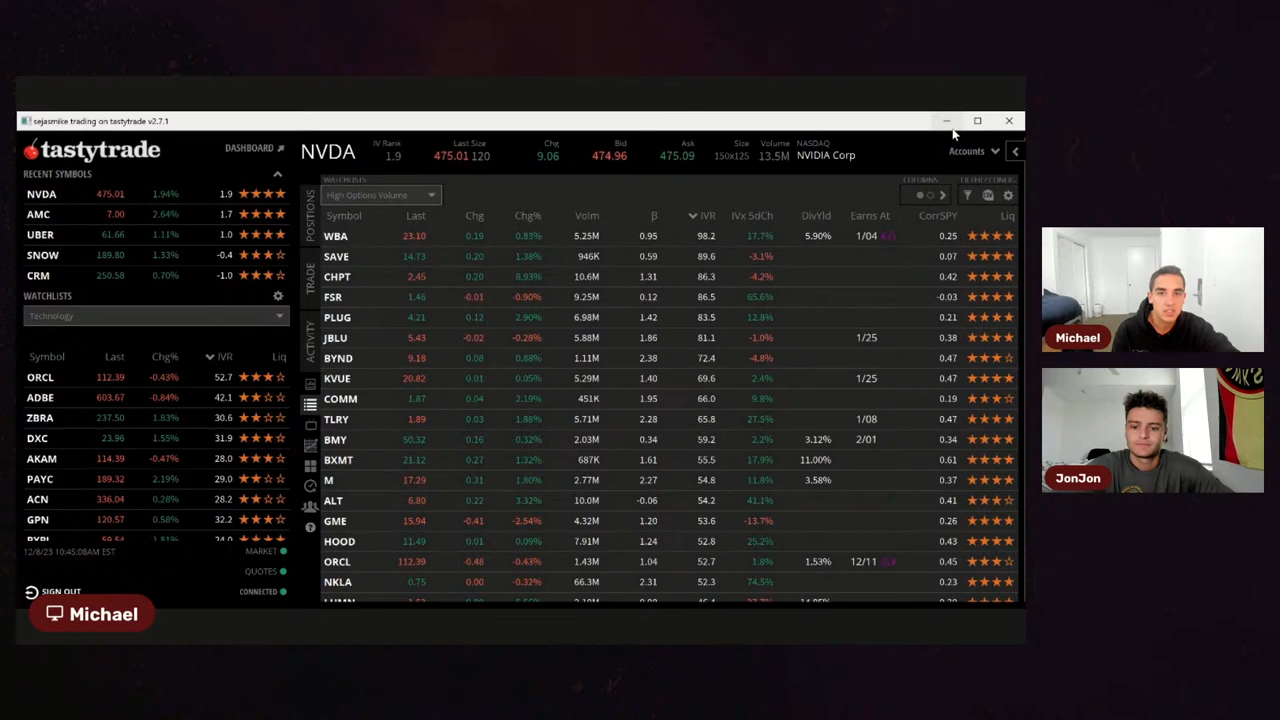 sejasmike trading on tastytrade v2.7.1
tastytrade
DASHBOARD
RECENT SYMBOLS
NVDA 475.01 1.94% 1.9
AMC 7.00 2.64% 1.7
UBER 61.66 1.11% 1.0
SNOW 189.80 1.33% -0.4
CRM 250.58 0.70% -1.0
WATCHLISTS
Technology
Symbol Last Chg% IVR Liq
ORCL 112.39 -0.43% 52.7
ADBE 603.67 -0.84% 42.1
ZBRA 237.50 1.83% 30.6
DXC 23.96 1.55% 31.9
AKAM 114.39 -0.47% 28.0
PAYC 189.32 2.19% 29.0
ACN 336.04 0.28% 28.2
GPN 120.57 0.58% 32.2
PYPL 59.54 1.81% 24.0
12/8/23 10:45:08AM EST
MARKET
QUOTES
CONNECTED
SIGN OUT
Michael
NVDA
IV Rank Last Size Chg Bid Ask Size Volume NASDAQ
1.9 475.01 120 9.06 474.96 475.09 150x125 13.5M NVIDIA Corp
Accounts
POSITIONS
TRADE
ACTIVITY
WATCHLISTS
High Options Volume
COLUMNS
Symbol Last Chg Chg% Volm β IVR IVx 5dCh DivYld Earns At CorrSPY Liq
WBA 23.10 0.19 0.83% 5.25M 0.95 98.2 17.7% 5.90% 1/04 0.25
SAVE 14.73 0.20 1.38% 946K 0.59 89.6 -3.1% 0.07
CHPT 2.45 0.20 8.93% 10.6M 1.31 86.3 -4.2% 0.42
FSR 1.46 -0.01 -0.90% 9.25M 0.12 86.5 65.6% -0.03
PLUG 4.21 0.12 2.90% 6.98M 1.42 83.5 12.8% 0.21
JBLU 5.43 -0.02 -0.28% 5.88M 1.86 81.1 -1.0% 1/25 0.38
BYND 9.18 0.08 0.88% 1.11M 2.38 72.4 -4.8% 0.47
KVUE 20.82 0.01 0.05% 5.29M 1.40 69.6 2.4% 1/25 0.47
COMM 1.87 0.04 2.19% 451K 1.95 66.0 9.8% 0.19
TLRY 1.89 0.03 1.88% 5.71M 2.28 65.8 27.5% 1/08 0.47
BMY 50.32 0.16 0.32% 2.03M 0.34 59.2 2.2% 3.12% 2/01 0.34
BXMT 21.12 0.27 1.32% 687K 1.61 55.5 17.9% 11.00% 0.61
M 17.29 0.31 1.80% 2.77M 2.27 54.8 11.8% 3.58% 0.37
ALT 6.80 0.22 3.32% 10.0M -0.06 54.2 41.1% 0.41
GME 15.94 -0.41 -2.54% 4.32M 1.20 53.6 -13.7% 0.26
HOOD 11.49 0.01 0.09% 7.91M 1.24 52.8 25.2% 0.43
ORCL 112.39 -0.48 -0.43% 1.43M 1.04 52.7 1.8% 1.53% 12/11 0.45
NKLA 0.75 0.00 -0.32% 66.3M 2.31 52.3 74.5% 0.23
LUMN
Michael
JonJon